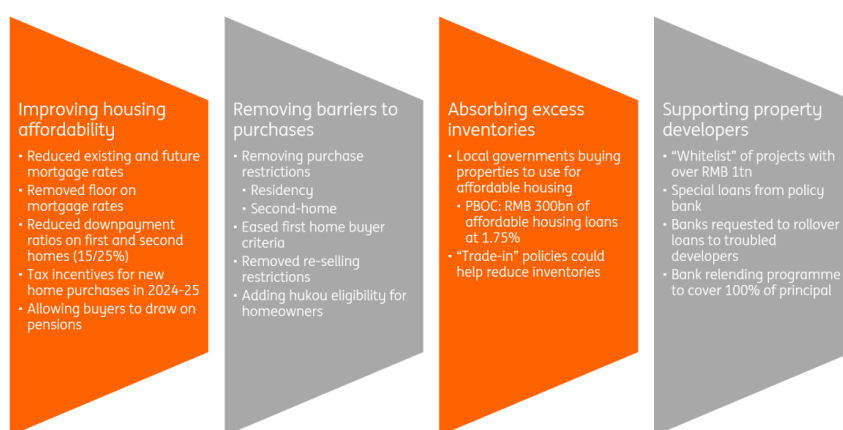 Improving housing
affordability
• Reduced existing and future
mortgage rates
• Removed floor on
mortgage rates
• Reduced downpayment
ratios on first and second
homes (15/25%)
• Tax incentives for new
home purchases in 2024-25
• Allowing buyers to draw on
pensions
Removing barriers to
purchases
• Removing purchase
restrictions
• Residency
• Second-home
• Eased first home buyer
criteria
• Removed re-selling
restrictions
• Adding hukou eligibility for
homeowners
Absorbing excess
inventories
• Local governments buying
properties to use for
affordable housing
• PBOC: RMB 300bn of
affordable housing loans
at 1.75%
• “Trade-in” policies could
help reduce inventories
Supporting property
developers
• “Whitelist” of projects with
over RMB 1tn
• Special loans from policy
bank
• Banks requested to rollover
loans to troubled
developers
• Bank relending programme
to cover 100% of principal